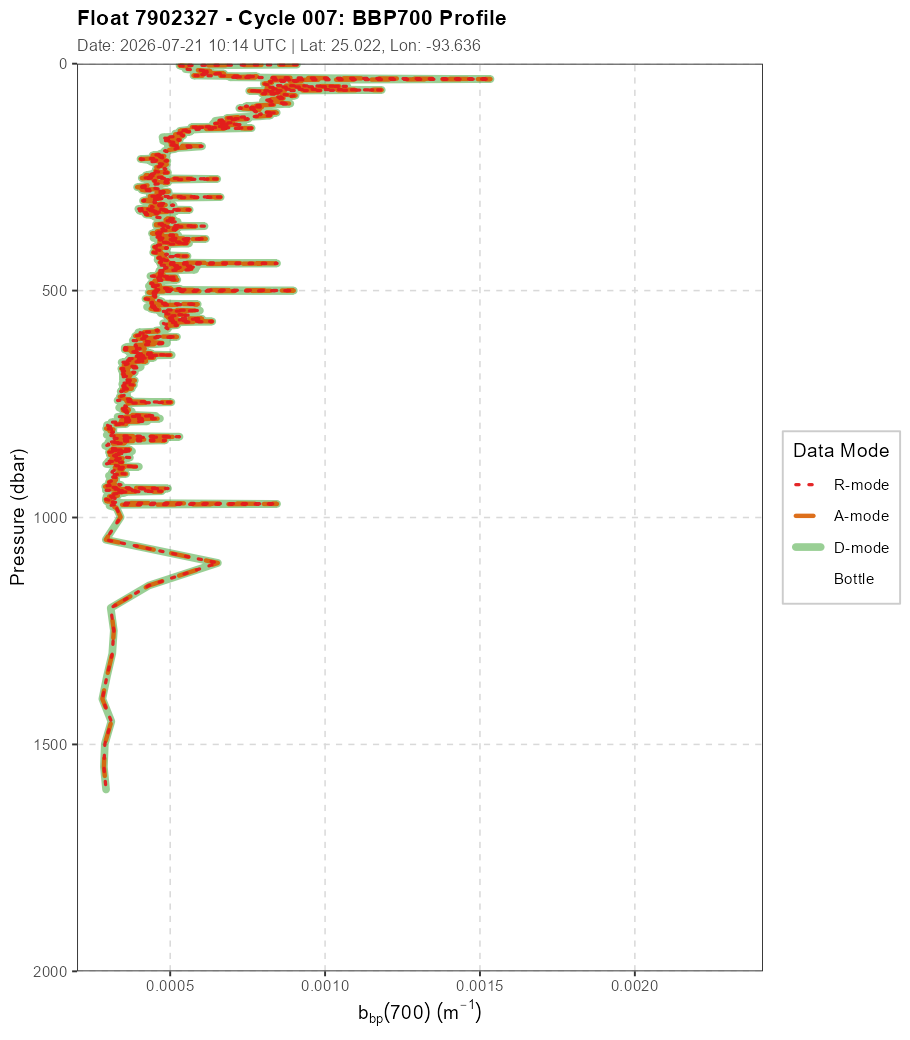 Float 7902327 - Cycle 007: BBP700 Profile
Date: 2026-07-21 10:14 UTC | Lat: 25.022, Lon: -93.636
0
500
1000
1500
2000
Pressure (dbar)
0.0005
0.0010
0.0015
0.0020
b_bp(700) (m⁻¹)
Data Mode
R-mode
A-mode
D-mode
Bottle